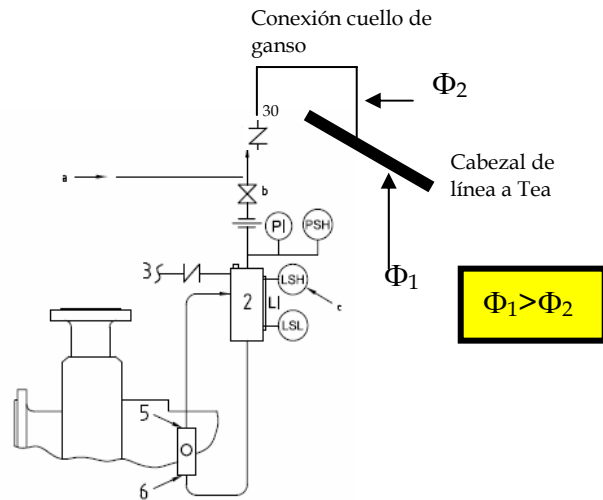 Conexión cuello de
ganso
Φ2
30
Cabezal de
línea a Tea
a
b
PI
PSH
3
2
LSH
LI
c
LSL
Φ1
Φ1>Φ2
5
6